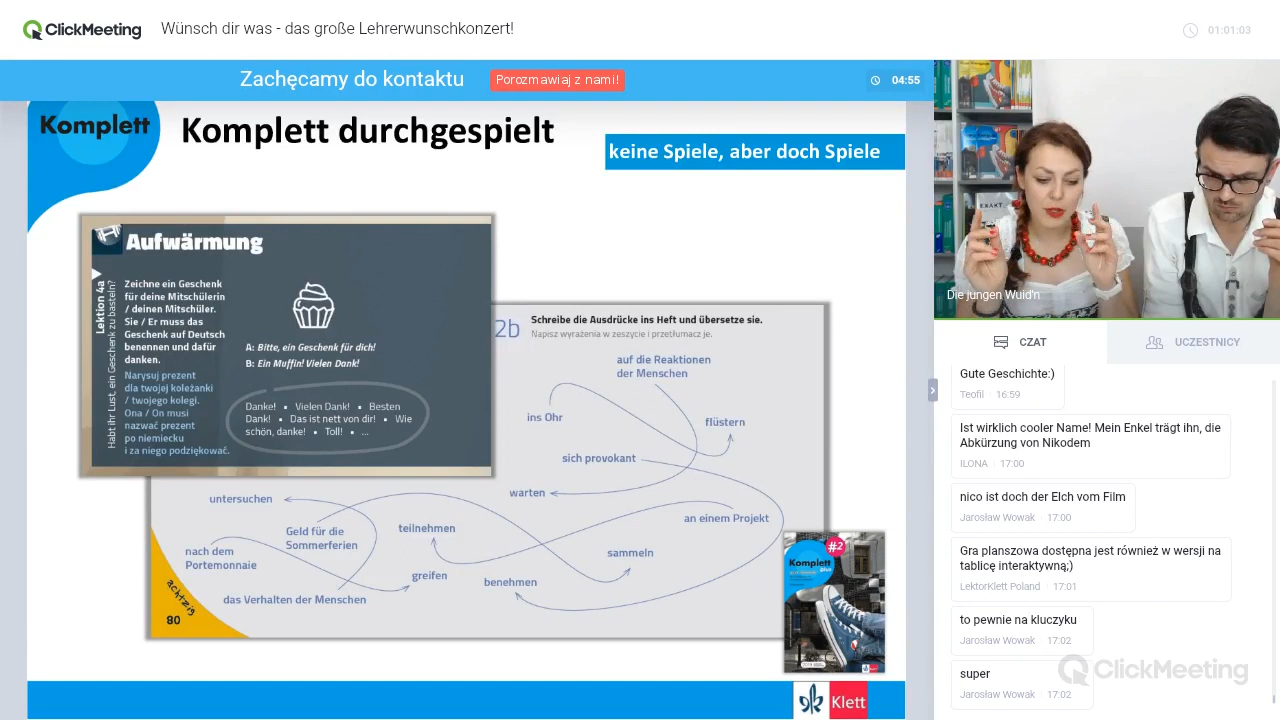 ClickMeeting
Wünsch dir was - das große Lehrerwunschkonzert!
01:01:03
Zachęcamy do kontaktu
Porozmawiaj z nami!
04:55
Komplett
Komplett durchgespielt
keine Spiele, aber doch Spiele
Aufwärmung
Lektion 4a
Habt ihr Lust, ein Geschenk zu basteln?
Zeichne ein Geschenk
für deine Mitschülerin
/ deinen Mitschüler.
Sie / Er muss das
Geschenk auf Deutsch
benennen und dafür
danken.
Narysuj prezent
dla twojej koleżanki
/ twojego kolegi.
Ona / On musi
nazwać prezent
po niemiecku
i za niego podziękować.
A: Bitte, ein Geschenk für dich!
B: Ein Muffin! Vielen Dank!
Danke! ▪ Vielen Dank! ▪ Besten
Dank! ▪ Das ist nett von dir! ▪ Wie
schön, danke! ▪ Toll! ▪ ...
2b
Schreibe die Ausdrücke ins Heft und übersetze sie.
Napisz wyrażenia w zeszycie i przetłumacz je.
auf die Reaktionen
der Menschen
ins Ohr
flüstern
sich provokant
warten
untersuchen
an einem Projekt
Geld für die
Sommerferien
teilnehmen
nach dem
Portemonnaie
sammeln
greifen
benehmen
das Verhalten der Menschen
achtzig
80
#2
Komplett
plus
Klett
Klett
EXAKT
Die jungen Wuid'n
CZAT
UCZESTNICY
Gute Geschichte:)
Teofil 16:59
Ist wirklich cooler Name! Mein Enkel trägt ihn, die
Abkürzung von Nikodem
ILONA 17:00
nico ist doch der Elch vom Film
Jarosław Wowak 17:00
Gra planszowa dostępna jest również w wersji na
tablicę interaktywną;)
LektorKlett Poland 17:01
to pewnie na kluczyku
Jarosław Wowak 17:02
super
Jarosław Wowak 17:02
ClickMeeting